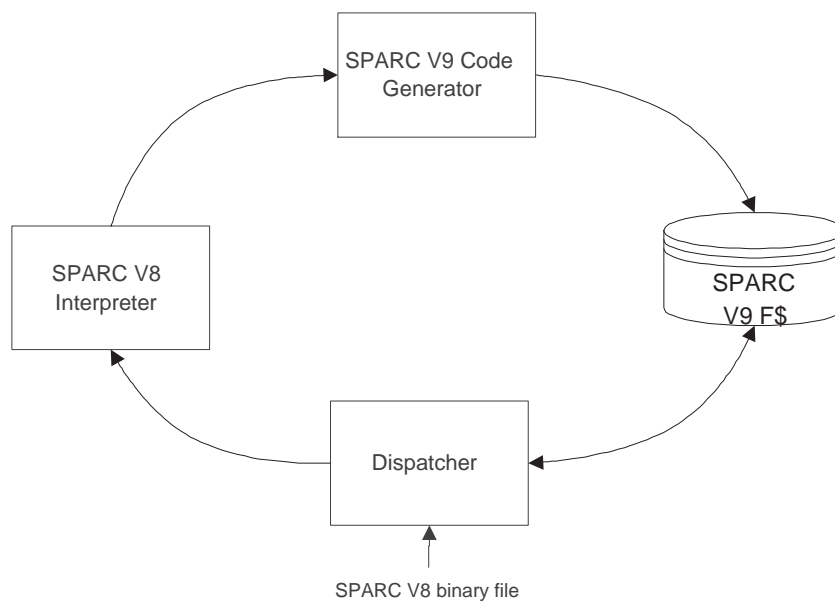 SPARC V9 Code
Generator
SPARC V8
Interpreter
SPARC
V9 F$
Dispatcher
SPARC V8 binary file